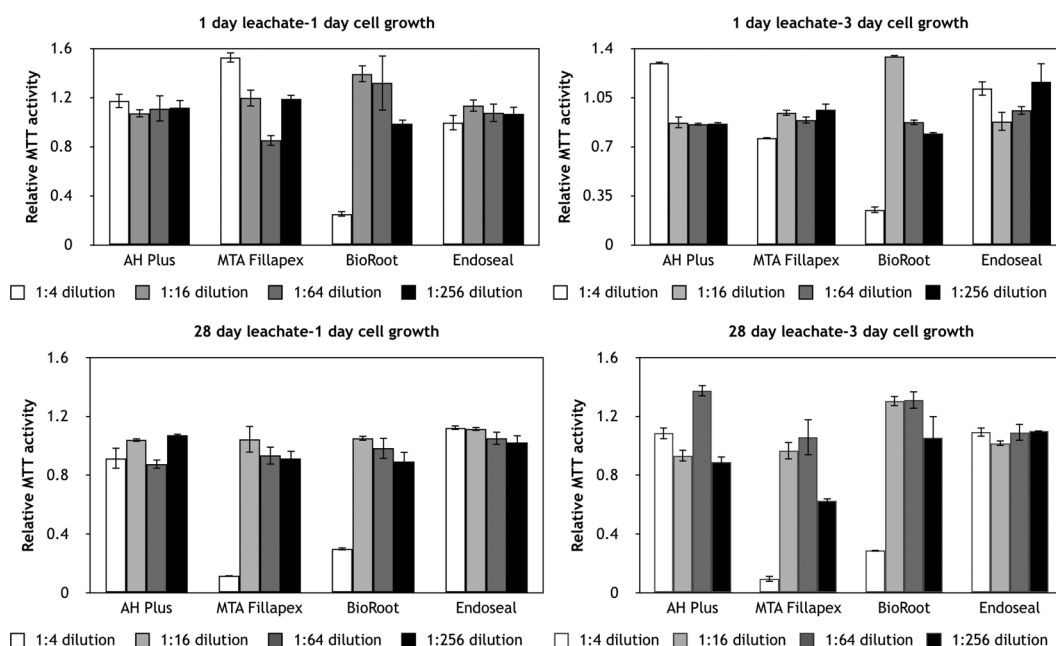 1 day leachate-1 day cell growth
Relative MTT activity
1.6
1.2
0.8
0.4
0
AH Plus MTA Fillapex BioRoot Endoseal
1:4 dilution 1:16 dilution 1:64 dilution 1:256 dilution
1 day leachate-3 day cell growth
Relative MTT activity
1.4
1.05
0.7
0.35
0
AH Plus MTA Fillapex BioRoot Endoseal
1:4 dilution 1:16 dilution 1:64 dilution 1:256 dilution
28 day leachate-1 day cell growth
Relative MTT activity
1.6
1.2
0.8
0.4
0
AH Plus MTA Fillapex BioRoot Endoseal
1:4 dilution 1:16 dilution 1:64 dilution 1:256 dilution
28 day leachate-3 day cell growth
Relative MTT activity
1.6
1.2
0.8
0.4
0
AH Plus MTA Fillapex BioRoot Endoseal
1:4 dilution 1:16 dilution 1:64 dilution 1:256 dilution